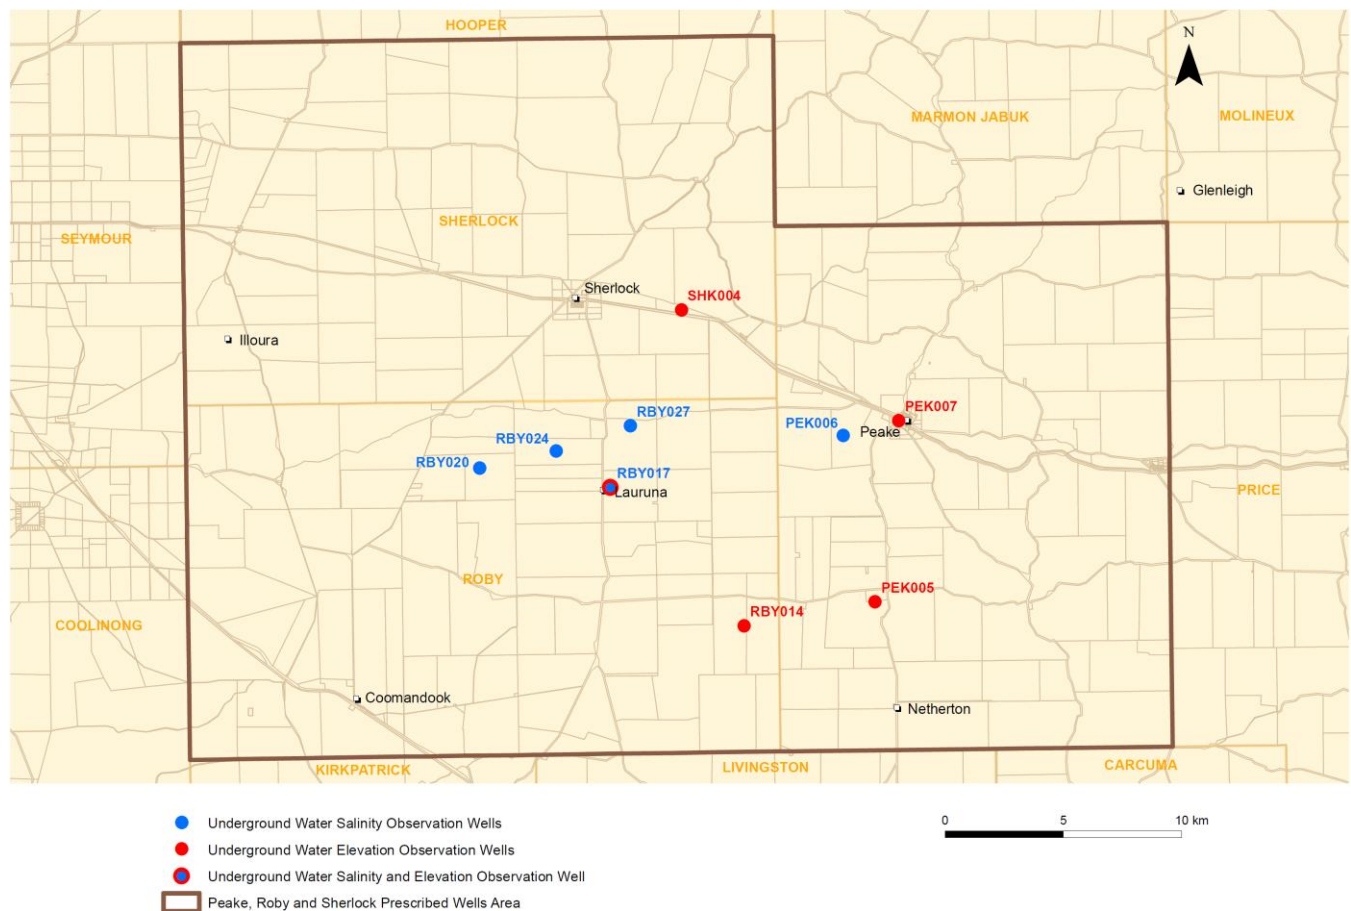 HOOPER
N
MARMON JABUK
MOLINEUX
Glenleigh
SHERLOCK
SEYMOUR
Sherlock
SHK004
Illoura
RBY027
PEK007
PEK006
Peake
RBY024
RBY020
RBY017
Lauruna
PRICE
ROBY
PEK005
RBY014
COOLINONG
Coomandook
Netherton
KIRKPATRICK
LIVINGSTON
CARCUMA
Underground Water Salinity Observation Wells
0 5 10 km
Underground Water Elevation Observation Wells
Underground Water Salinity and Elevation Observation Well
Peake, Roby and Sherlock Prescribed Wells Area